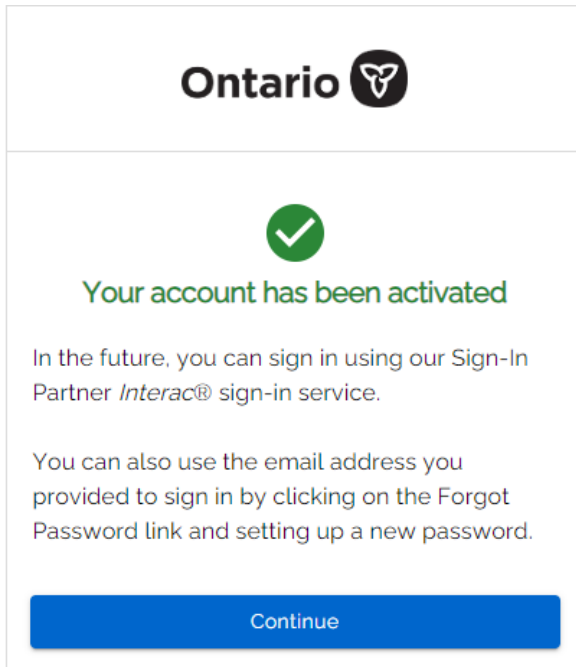 Ontario
Your account has been activated
In the future, you can sign in using our Sign-In
Partner Interac® sign-in service.
You can also use the email address you
provided to sign in by clicking on the Forgot
Password link and setting up a new password.
Continue